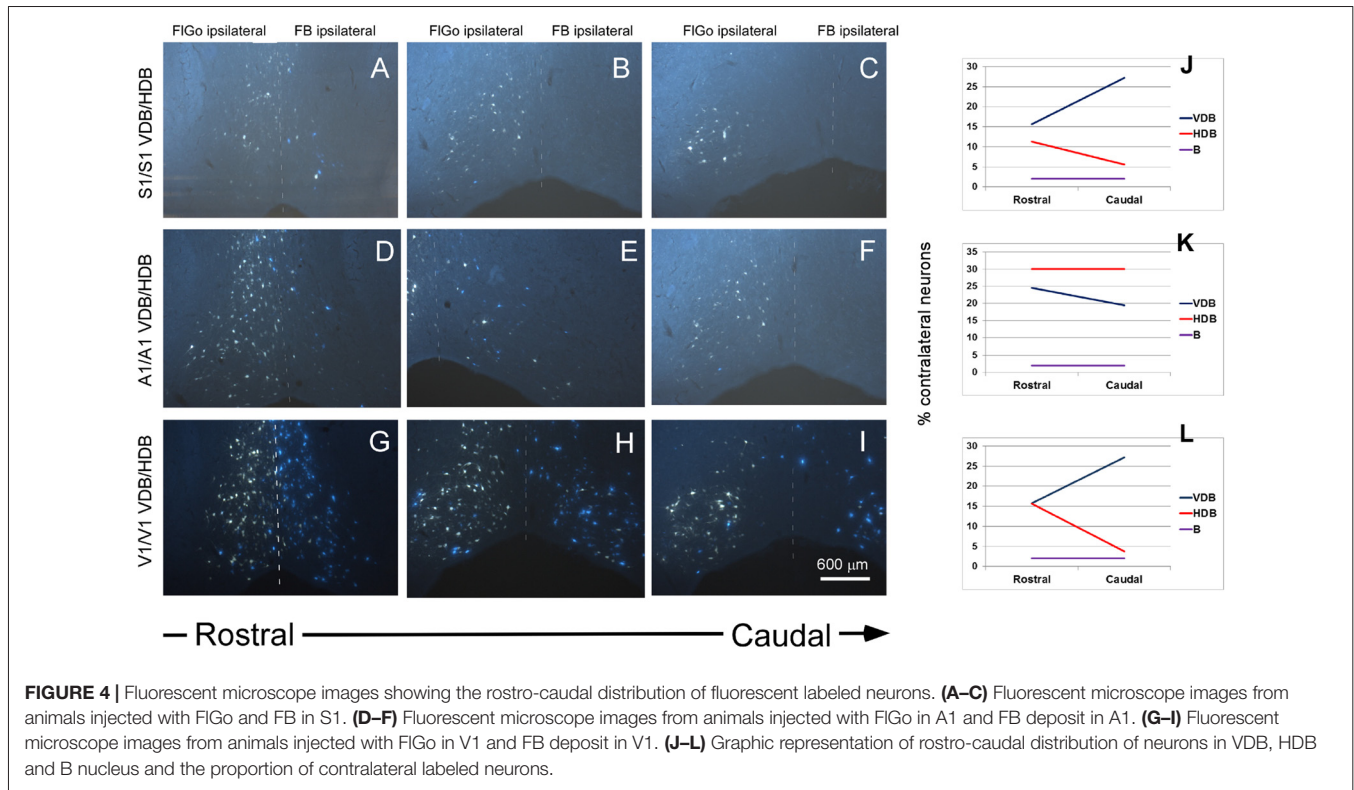 FlGo ipsilateral FB ipsilateral FlGo ipsilateral FB ipsilateral FlGo ipsilateral FB ipsilateral
S1/S1 VDB/HDB
A
B
C
A1/A1 VDB/HDB
D
E
F
V1/V1 VDB/HDB
G
H
I
600 µm
Rostral
Caudal
% contralateral neurons
J
30
25
20
15
10
5
0
Rostral Caudal
VDB
HDB
B
K
35
30
25
20
15
10
5
0
Rostral Caudal
VDB
HDB
B
L
30
25
20
15
10
5
0
Rostral Caudal
VDB
HDB
B
FIGURE 4 | Fluorescent microscope images showing the rostro-caudal distribution of fluorescent labeled neurons. (A–C) Fluorescent microscope images from
animals injected with FlGo and FB in S1. (D–F) Fluorescent microscope images from animals injected with FlGo in A1 and FB deposit in A1. (G–I) Fluorescent
microscope images from animals injected with FlGo in V1 and FB deposit in V1. (J–L) Graphic representation of rostro-caudal distribution of neurons in VDB, HDB
and B nucleus and the proportion of contralateral labeled neurons.